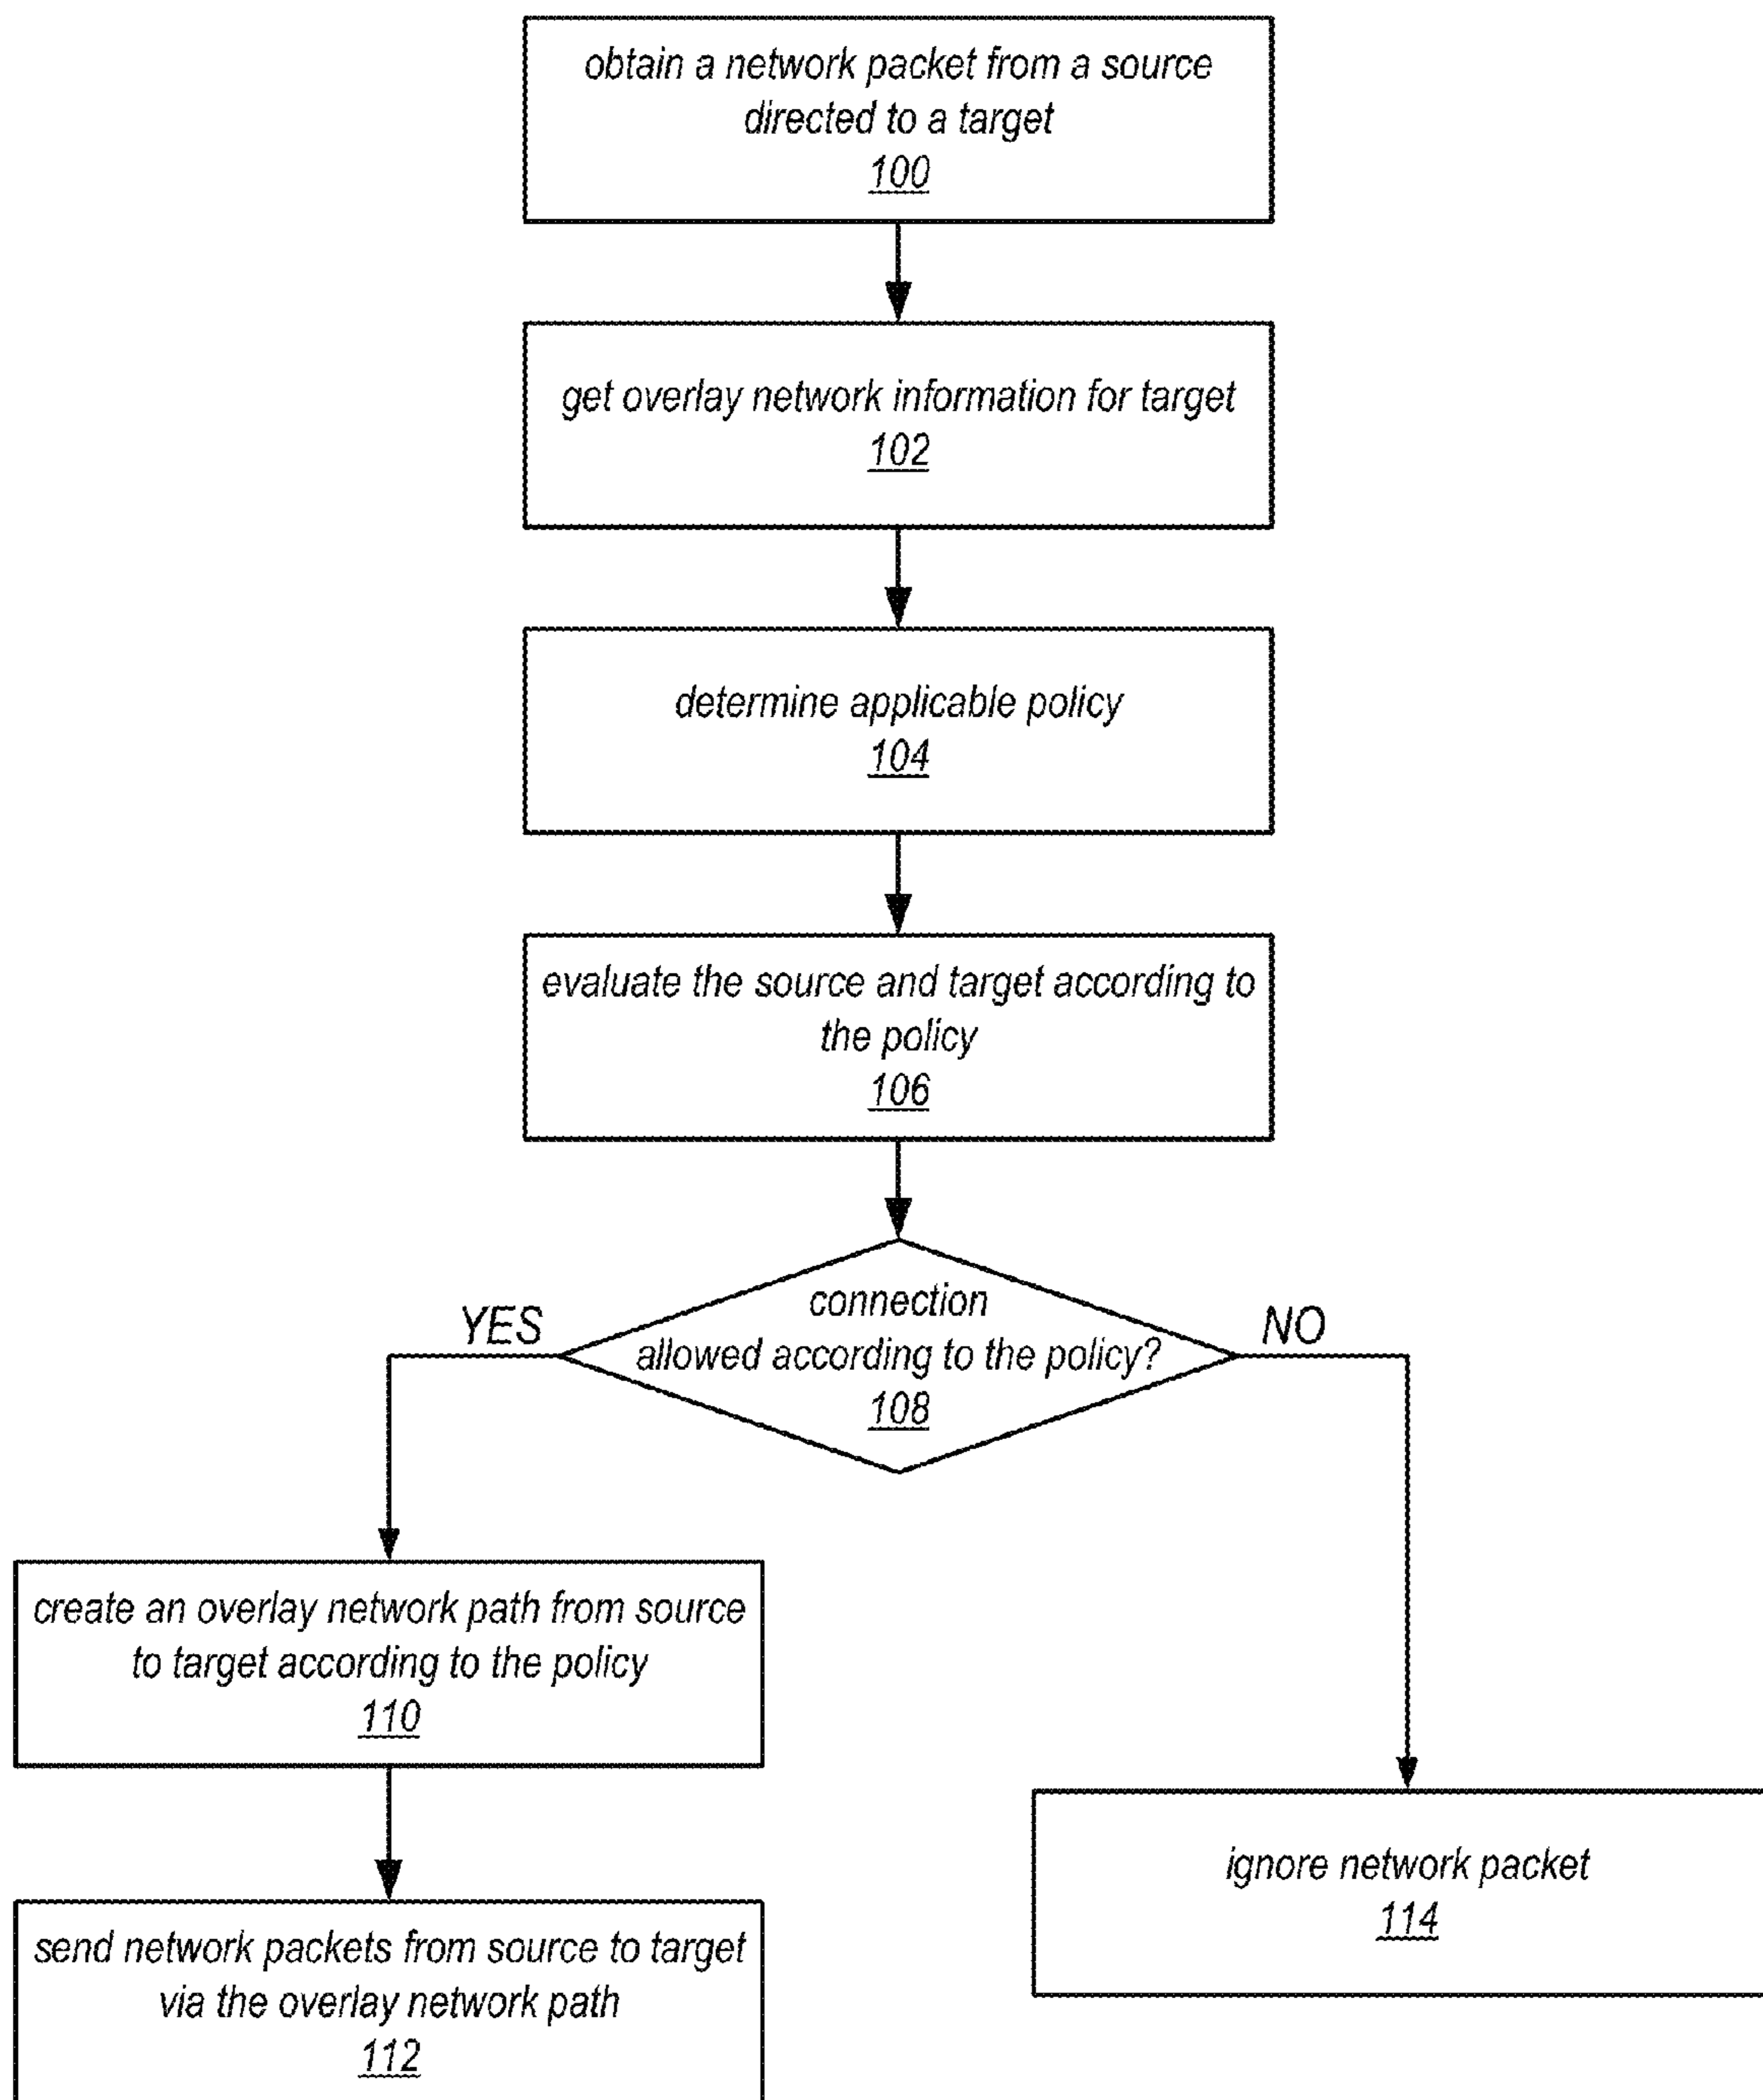 obtain a network packet from a source
directed to a target
100
get overlay network information for target
102
determine applicable policy
104
evaluate the source and target according to
the policy
106
connection
allowed according to the policy?
108
YES
NO
create an overlay network path from source
to target according to the policy
110
send network packets from source to target
via the overlay network path
112
ignore network packet
114